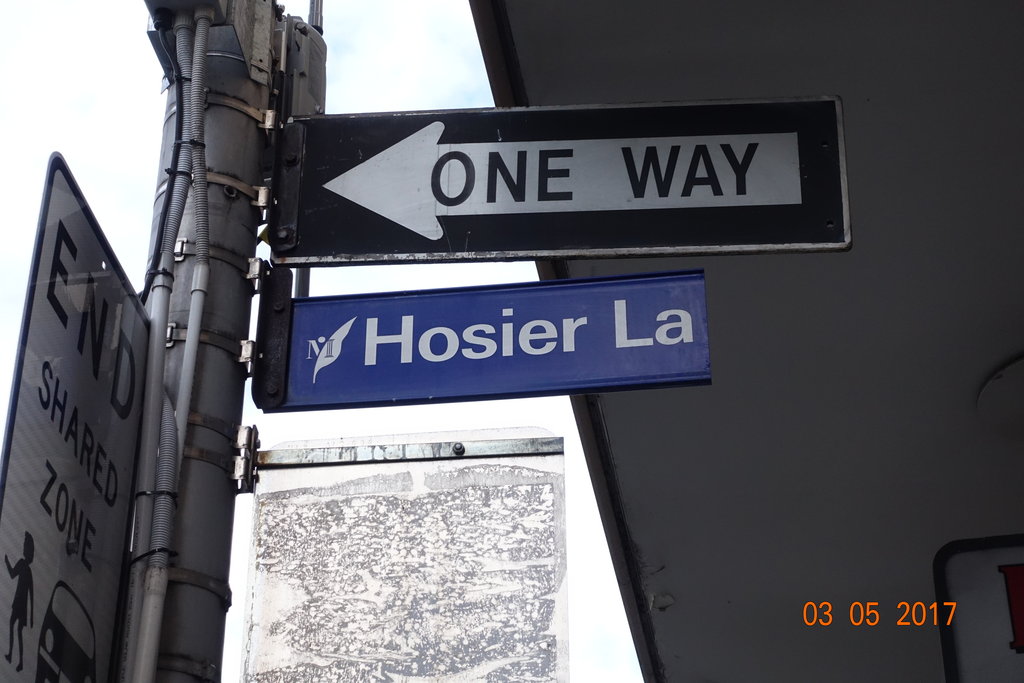 ONE WAY
Hosier La
END
SHARED
ZONE
03 05 2017